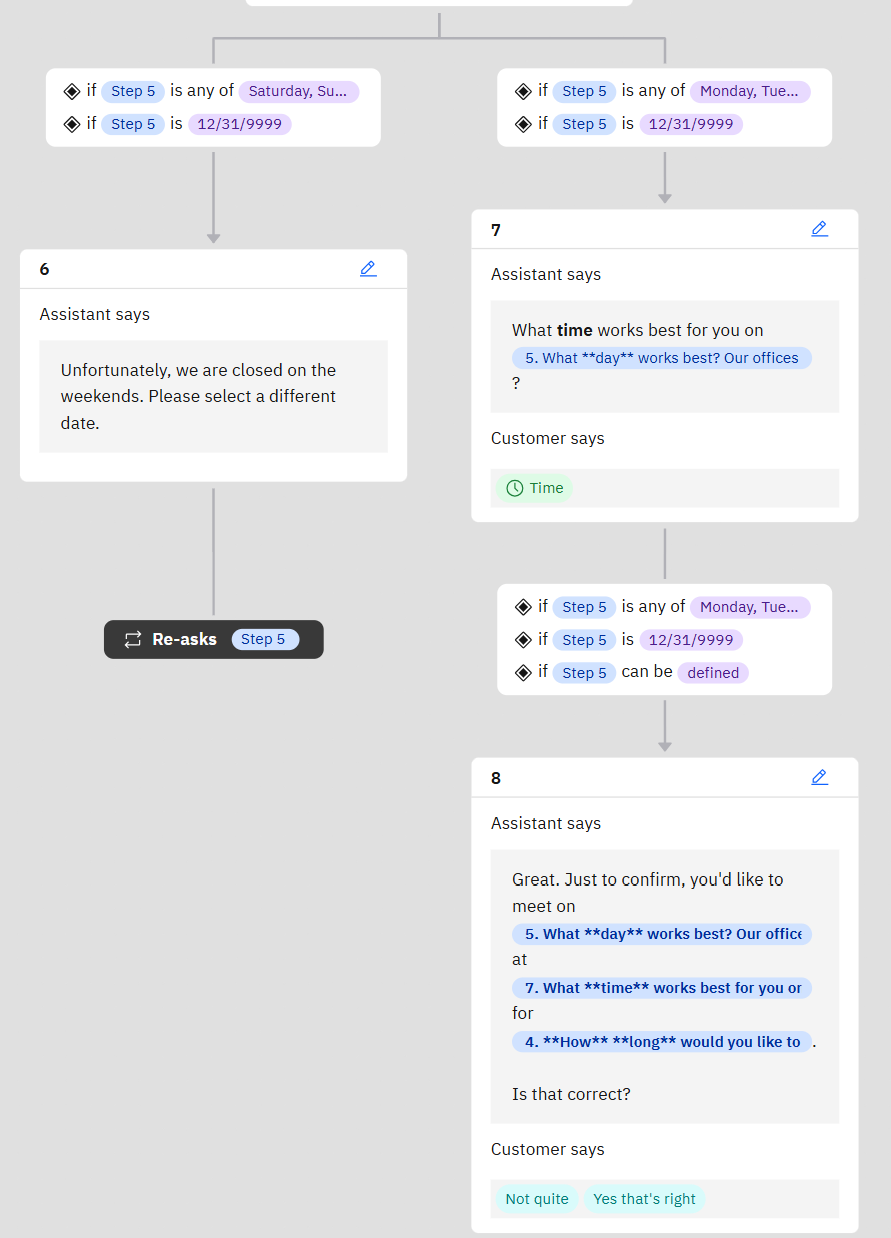 if Step 5 is any of Saturday, Su...
if Step 5 is 12/31/9999
if Step 5 is any of Monday, Tue...
if Step 5 is 12/31/9999
6
Assistant says
Unfortunately, we are closed on the
weekends. Please select a different
date.
Re-asks Step 5
7
Assistant says
What time works best for you on
5. What **day** works best? Our offices
?
Customer says
Time
if Step 5 is any of Monday, Tue...
if Step 5 is 12/31/9999
if Step 5 can be defined
8
Assistant says
Great. Just to confirm, you'd like to
meet on
5. What **day** works best? Our office
at
7. What **time** works best for you on
for
4. **How** **long** would you like to .
Is that correct?
Customer says
Not quite Yes that's right